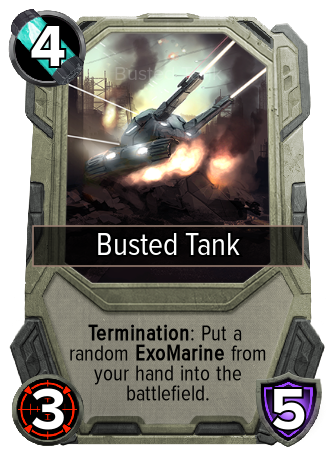 4
Busted Tank
Termination: Put a
random ExoMarine from
your hand into the
battlefield.
3
5